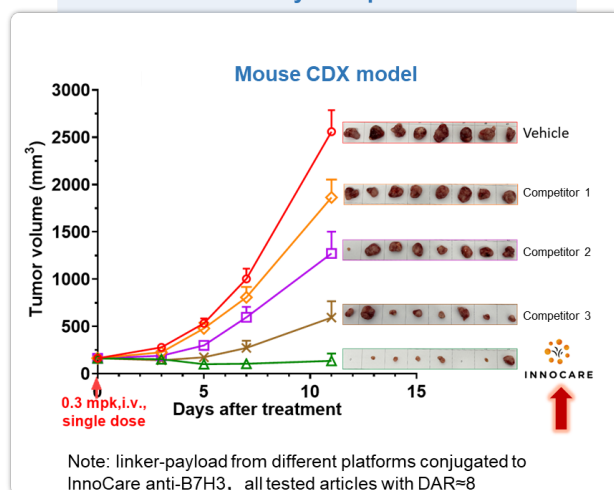 Mouse CDX model
3000
2500
2000
1500
1000
500
0
Tumor volume (mm³)
0
5
10
15
Days after treatment
0.3 mpk,i.v.,
single dose
Vehicle
Competitor 1
Competitor 2
Competitor 3
INNOCARE
Note: linker-payload from different platforms conjugated to
InnoCare anti-B7H3, all tested articles with DAR≈8